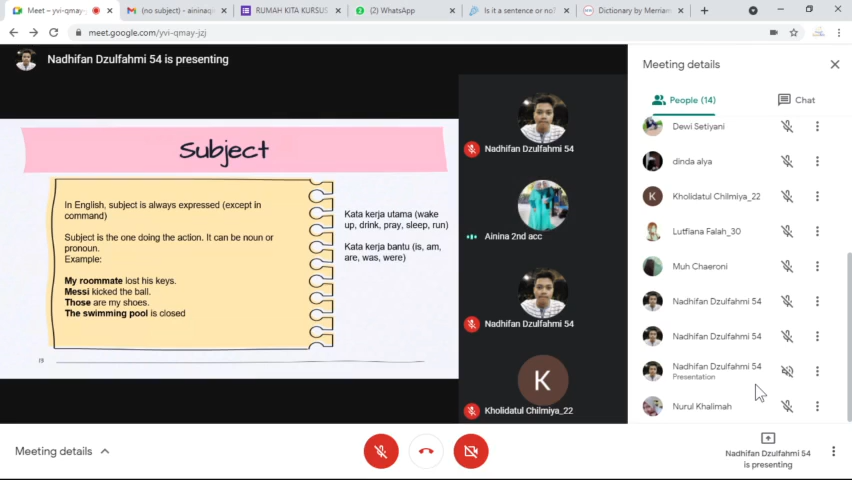 Meet – yvi-qmay-
(no subject) - aininaq
RUMAH KITA KURSUS
(2) WhatsApp
Is it a sentence or no?
Dictionary by Merriam
meet.google.com/yvi-qmay-jzj
Nadhifan Dzulfahmi 54 is presenting
Subject
In English, subject is always expressed (except in
command)
Subject is the one doing the action. It can be noun or
pronoun.
Example:
My roommate lost his keys.
Messi kicked the ball.
Those are my shoes.
The swimming pool is closed
Kata kerja utama (wake
up, drink, pray, sleep, run)
Kata kerja bantu (is, am,
are, was, were)
19
Nadhifan Dzulfahmi 54
Ainina 2nd acc
Nadhifan Dzulfahmi 54
K
Kholidatul Chilmiya_22
Meeting details
People (14)
Chat
Dewi Setiyani
dinda alya
K
Kholidatul Chilmiya_22
Lutfiana Falah_30
Muh Chaeroni
Nadhifan Dzulfahmi 54
Nadhifan Dzulfahmi 54
Nadhifan Dzulfahmi 54
Presentation
Nurul Khalimah
Meeting details
Nadhifan Dzulfahmi 54
is presenting